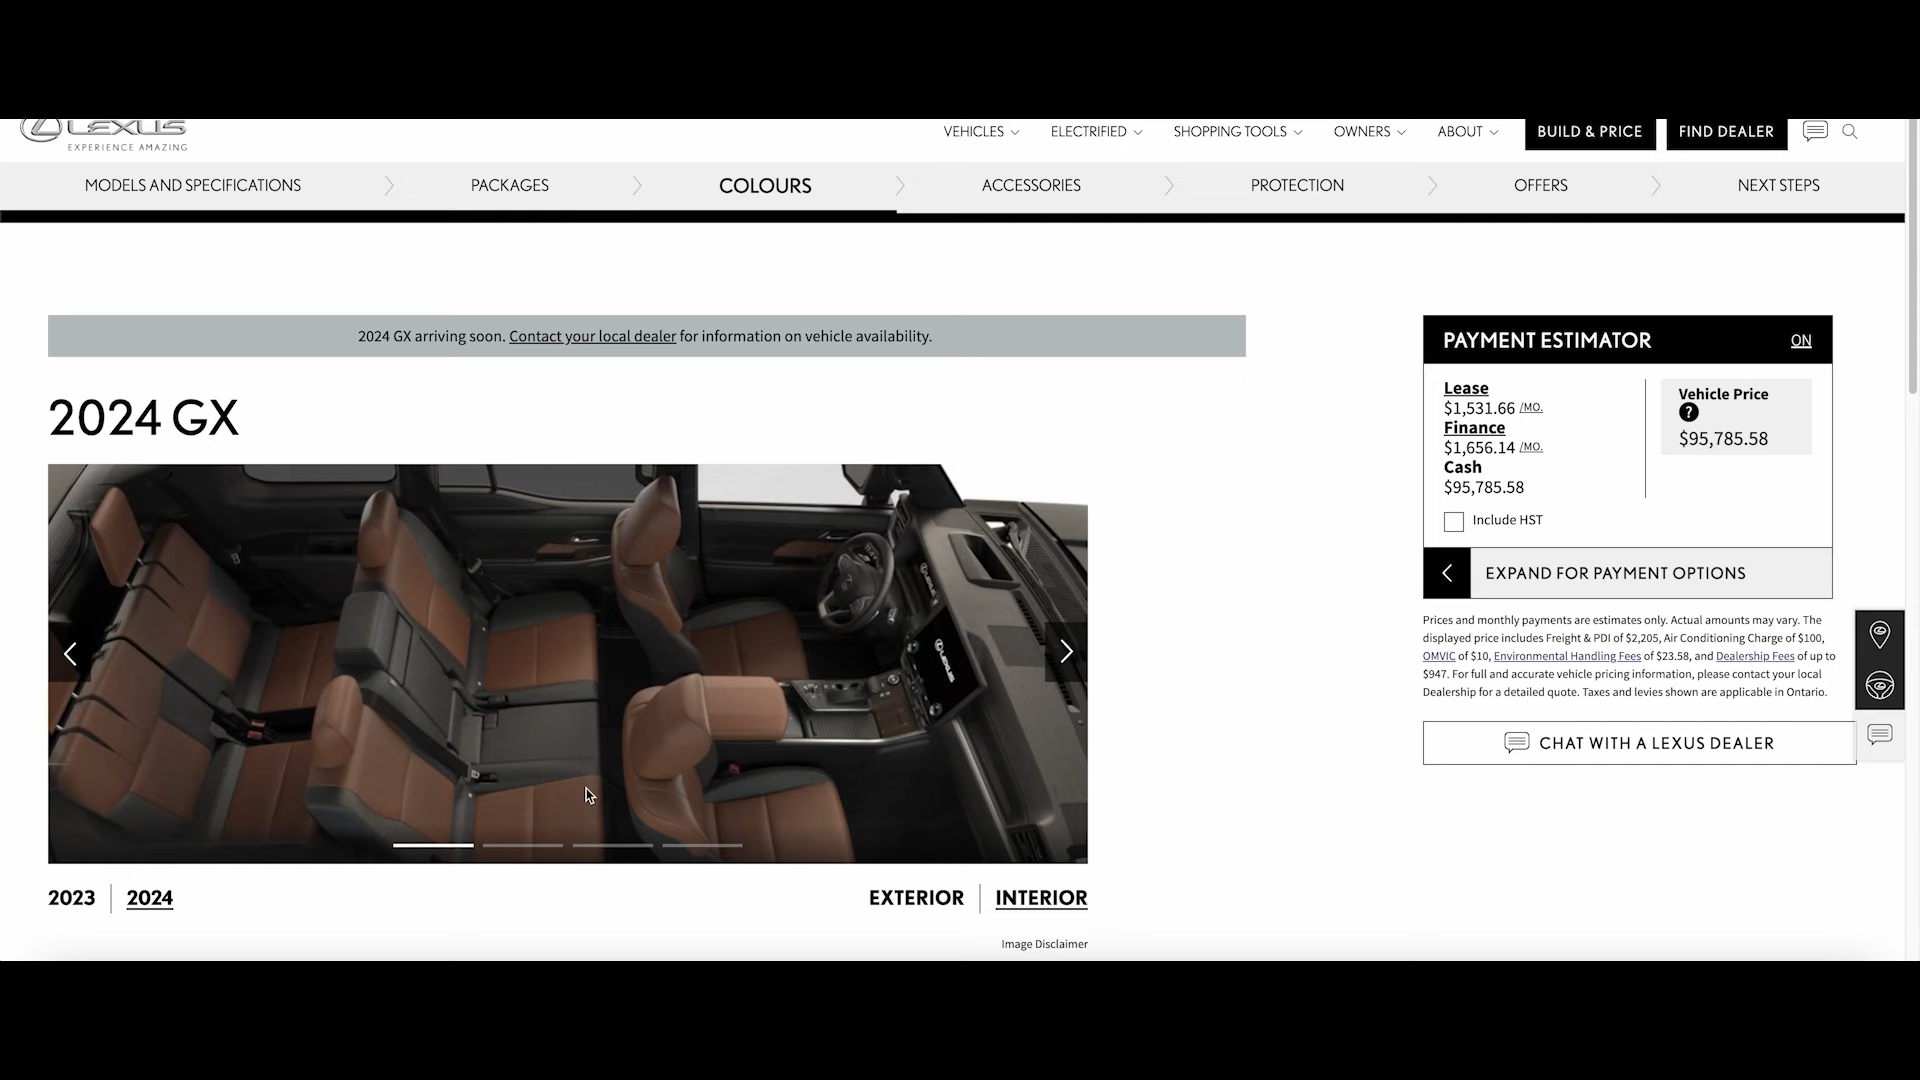 LEXUS
EXPERIENCE AMAZING
VEHICLES
ELECTRIFIED
SHOPPING TOOLS
OWNERS
ABOUT
BUILD & PRICE
FIND DEALER
MODELS AND SPECIFICATIONS
PACKAGES
COLOURS
ACCESSORIES
PROTECTION
OFFERS
NEXT STEPS
2024 GX arriving soon. Contact your local dealer for information on vehicle availability.
2024 GX
LEXUS
LEXUS
2023
2024
EXTERIOR
INTERIOR
Image Disclaimer
PAYMENT ESTIMATOR
ON
Lease
$1,531.66 /MO.
Finance
$1,656.14 /MO.
Cash
$95,785.58
Vehicle Price
?
$95,785.58
Include HST
EXPAND FOR PAYMENT OPTIONS
Prices and monthly payments are estimates only. Actual amounts may vary. The
displayed price includes Freight & PDI of $2,205, Air Conditioning Charge of $100,
OMVIC of $10, Environmental Handling Fees of $23.58, and Dealership Fees of up to
$947. For full and accurate vehicle pricing information, please contact your local
Dealership for a detailed quote. Taxes and levies shown are applicable in Ontario.
CHAT WITH A LEXUS DEALER